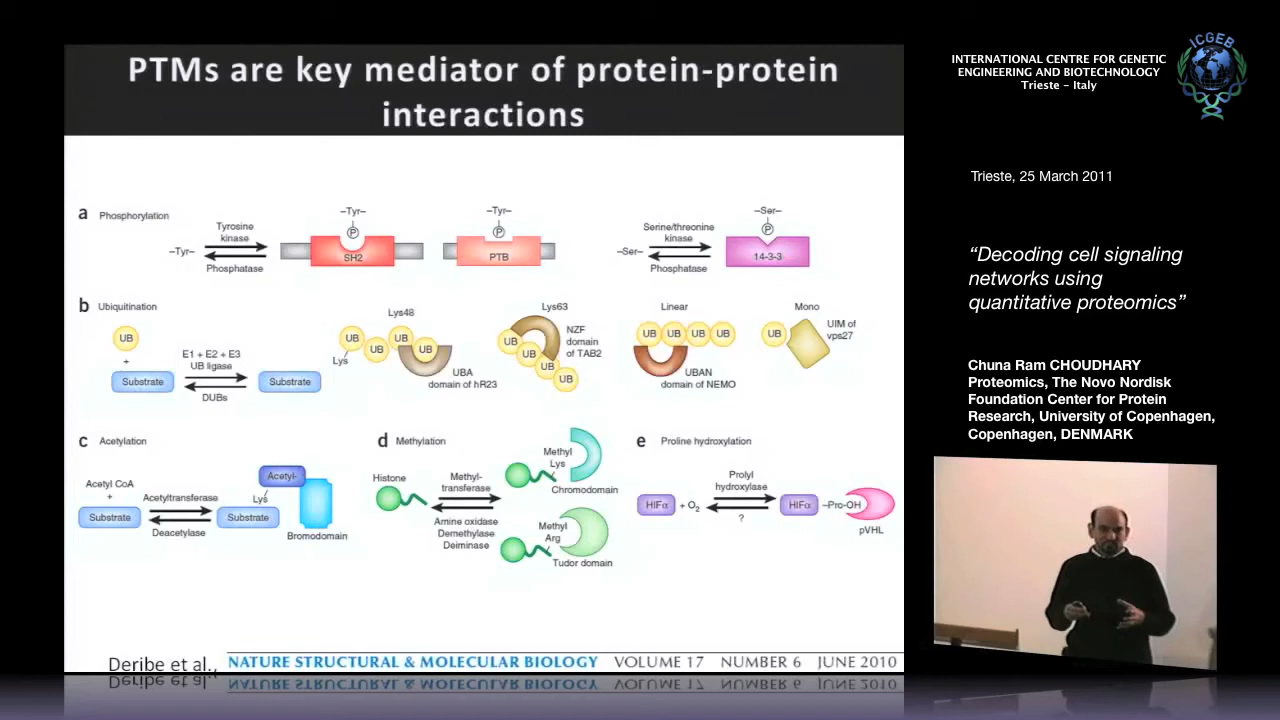 PTMs are key mediator of protein-protein
interactions
a Phosphorylation
–Tyr–
Tyrosine
kinase
Phosphatase
–Tyr–
P
SH2
–Tyr–
P
PTB
–Ser–
Serine/threonine
kinase
Phosphatase
–Ser–
P
14-3-3
b Ubiquitination
UB
+
Substrate
E1 + E2 + E3
UB ligase
DUBs
Substrate
Lys48
UB
UB
UB
UB
Lys
UBA
domain of hR23
Lys63
UB
UB
UB
UB
NZF
domain
of TAB2
Linear
UB UB UB UB
UBAN
domain of NEMO
Mono
UB
UIM of
vps27
c Acetylation
Acetyl CoA
+
Substrate
Acetyltransferase
Deacetylase
Acetyl-
Lys
Substrate
Bromodomain
d Methylation
Histone
Methyl-
transferase
Amine oxidase
Demethylase
Deiminase
Methyl
Lys
Chromodomain
Methyl
Arg
Tudor domain
e Proline hydroxylation
HIFα + O2
Prolyl
hydroxylase
?
HIFα –Pro-OH
pVHL
Deribe et al., NATURE STRUCTURAL & MOLECULAR BIOLOGY VOLUME 17 NUMBER 6 JUNE 2010
INTERNATIONAL CENTRE FOR GENETIC
ENGINEERING AND BIOTECHNOLOGY
Trieste – Italy
ICGEB
Trieste, 25 March 2011
“Decoding cell signaling
networks using
quantitative proteomics”
Chuna Ram CHOUDHARY
Proteomics, The Novo Nordisk
Foundation Center for Protein
Research, University of Copenhagen,
Copenhagen, DENMARK